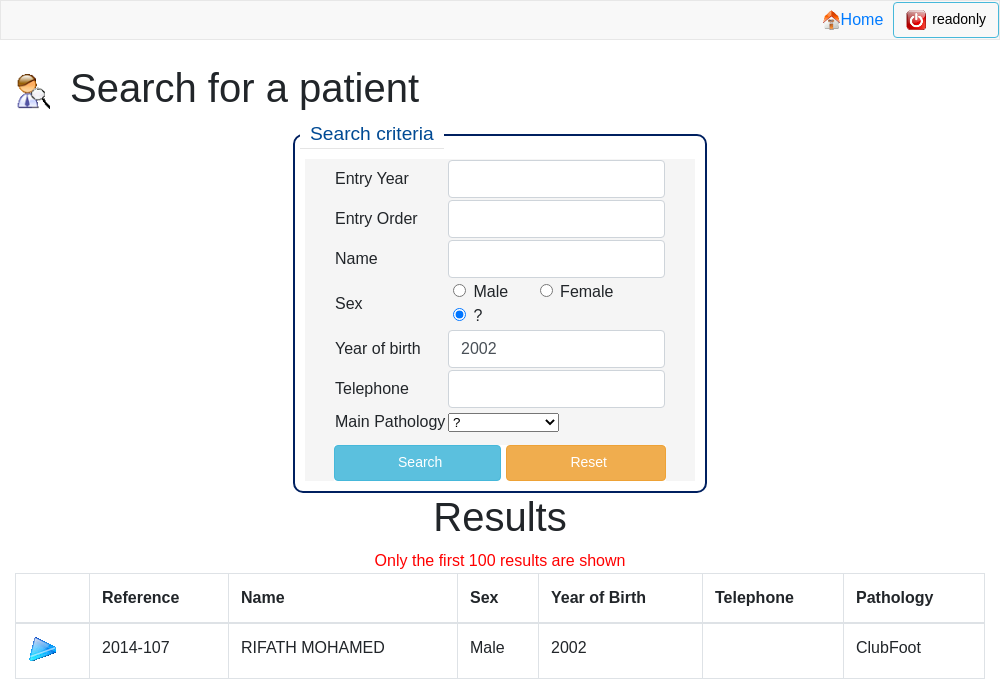 Home readonly
Search for a patient
Search criteria
Entry Year
Entry Order
Name
Sex Male Female
?
Year of birth 2002
Telephone
Main Pathology ?
Search Reset
Results
Only the first 100 results are shown
Reference Name Sex Year of Birth Telephone Pathology
2014-107 RIFATH MOHAMED Male 2002 ClubFoot